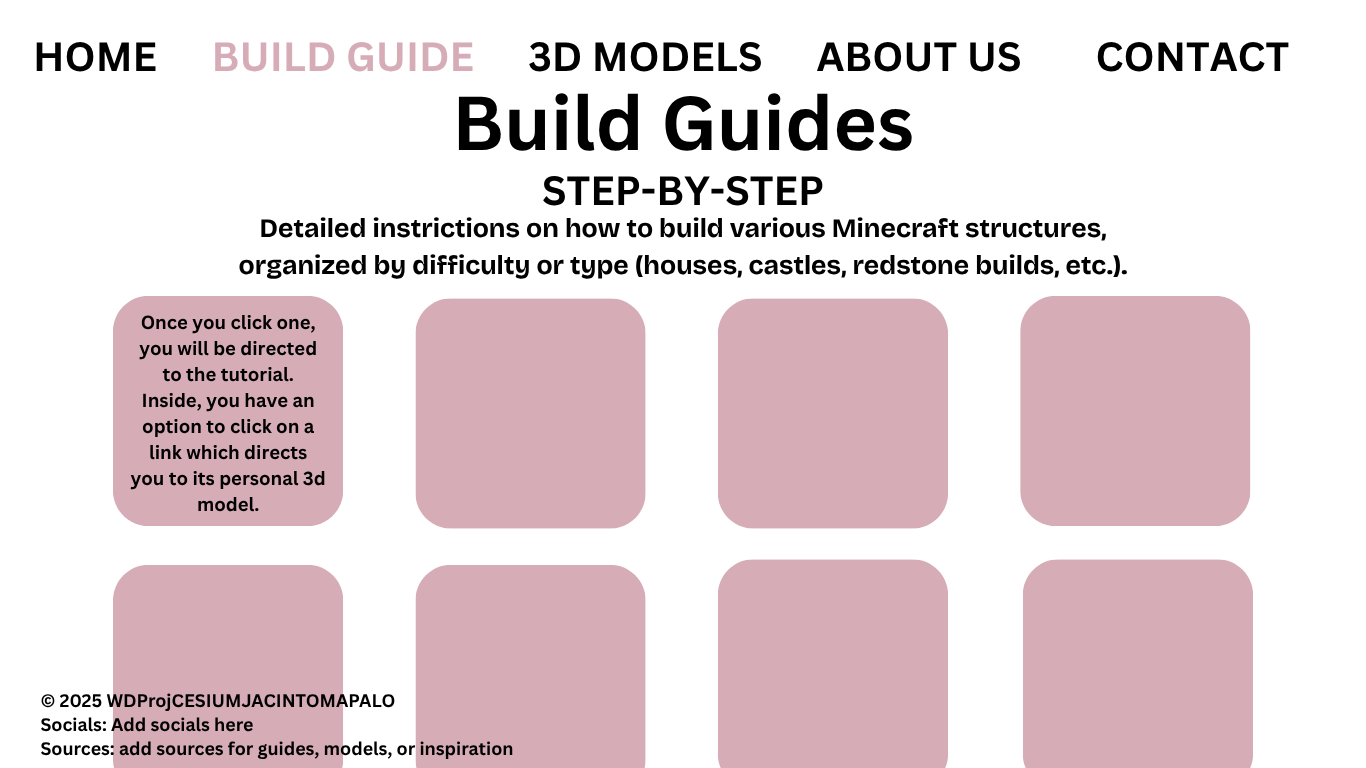 HOME BUILD GUIDE 3D MODELS ABOUT US CONTACT
Build Guides
STEP-BY-STEP
Detailed instrictions on how to build various Minecraft structures,
organized by difficulty or type (houses, castles, redstone builds, etc.).
Once you click one,
you will be directed
to the tutorial.
Inside, you have an
option to click on a
link which directs
you to its personal 3d
model.
© 2025 WDProjCESIUMJACINTOMAPALO
Socials: Add socials here
Sources: add sources for guides, models, or inspiration